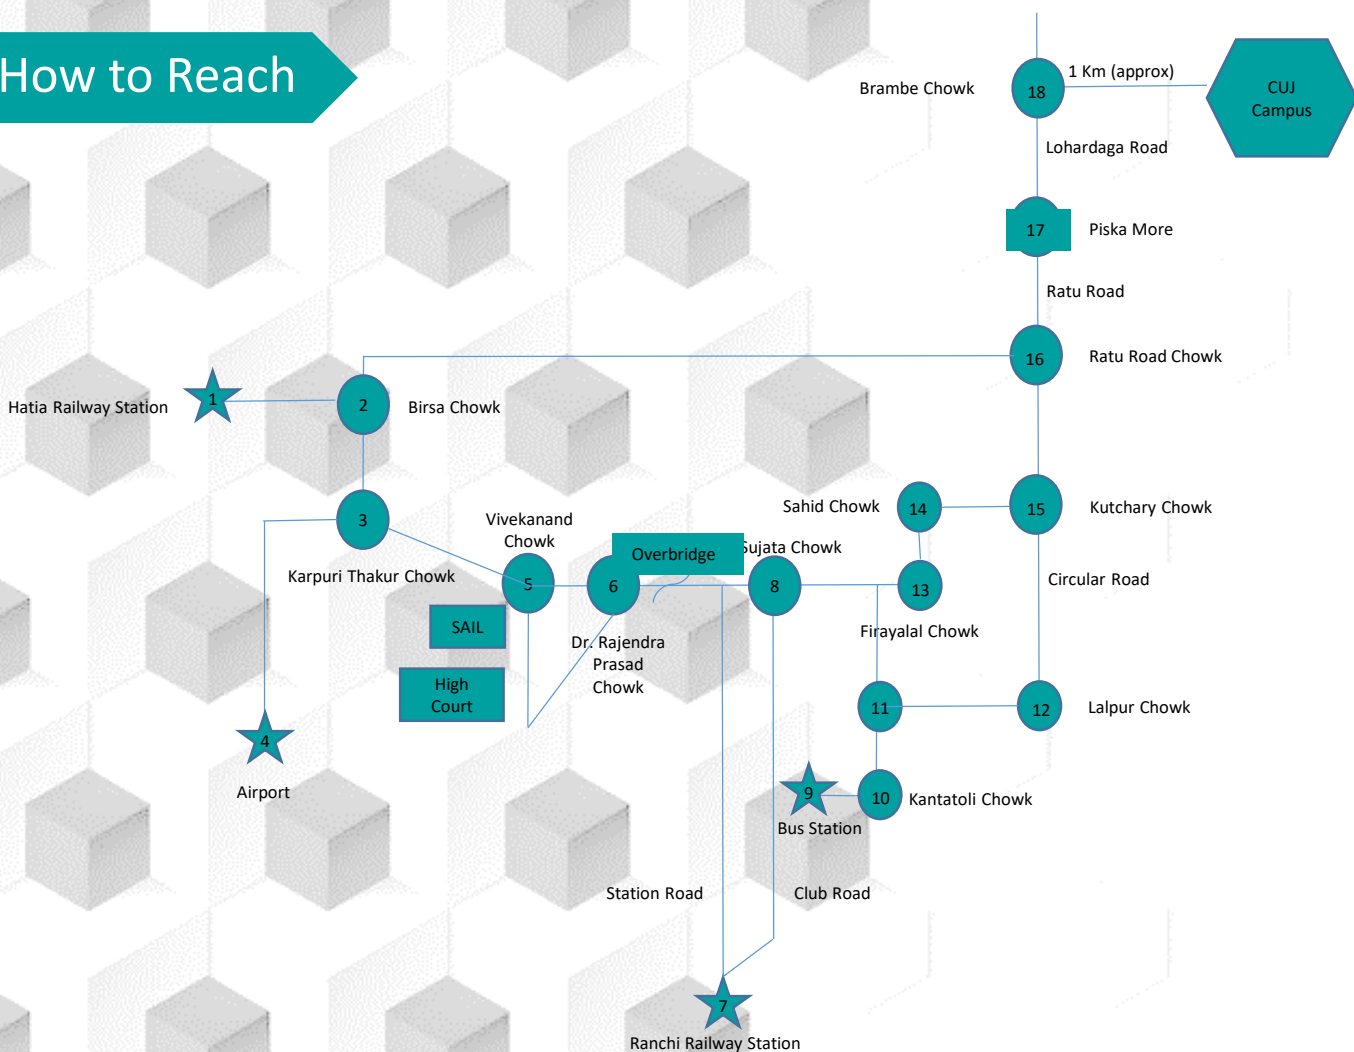 How to Reach
1 Km (approx)
Brambe Chowk
18
CUJ
Campus
Lohardaga Road
17
Piska More
Ratu Road
16
Ratu Road Chowk
Hatia Railway Station
1
2
Birsa Chowk
3
Karpuri Thakur Chowk
Vivekanand
Chowk
5
6
Overbridge
Sujata Chowk
8
Sahid Chowk
14
15
Kutchary Chowk
13
Firayalal Chowk
Circular Road
SAIL
High
Court
Dr. Rajendra
Prasad
Chowk
11
12
Lalpur Chowk
4
Airport
9
Bus Station
10
Kantatoli Chowk
Station Road
Club Road
7
Ranchi Railway Station